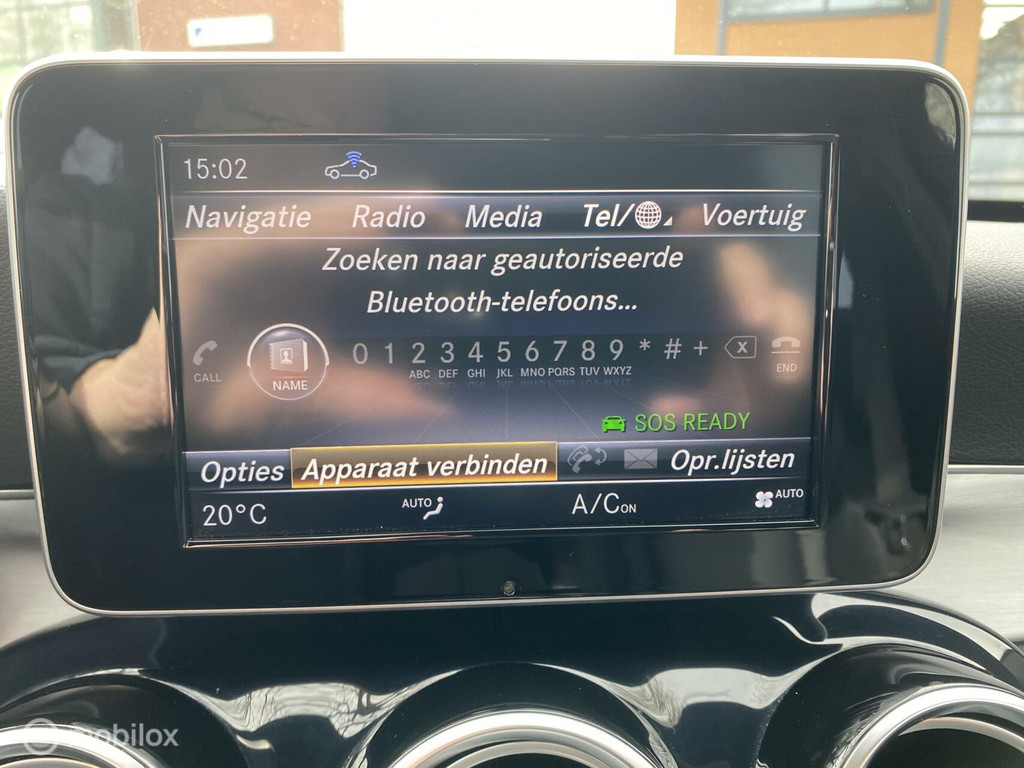 15:02
Navigatie Radio Media Tel/ Voertuig
Zoeken naar geautoriseerde
Bluetooth-telefoons...
CALL NAME 0 1 2 3 4 5 6 7 8 9 * # + X END
ABC DEF GHI JKL MNO PQRS TUV WXYZ
SOS READY
Opties Apparaat verbinden Opr.lijsten
20°C AUTO A/C ON AUTO
mobilox